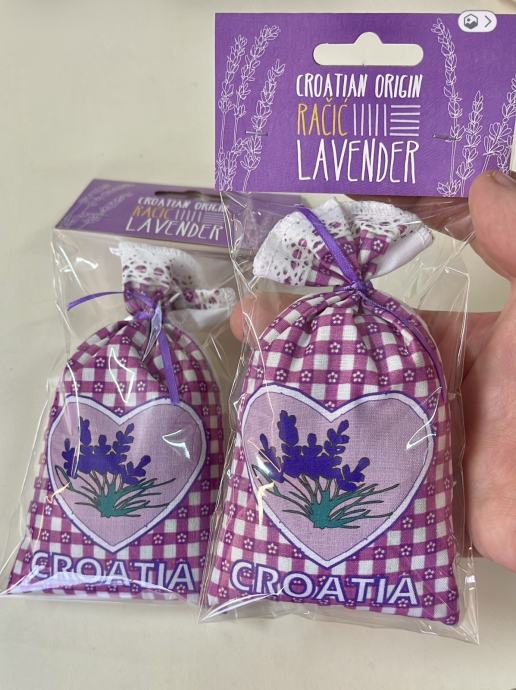 CROATIAN ORIGIN
RAČIĆ
LAVENDER
CROATIA
CROATIAN ORIGIN
RAČIĆ
LAVENDER
CROATIA